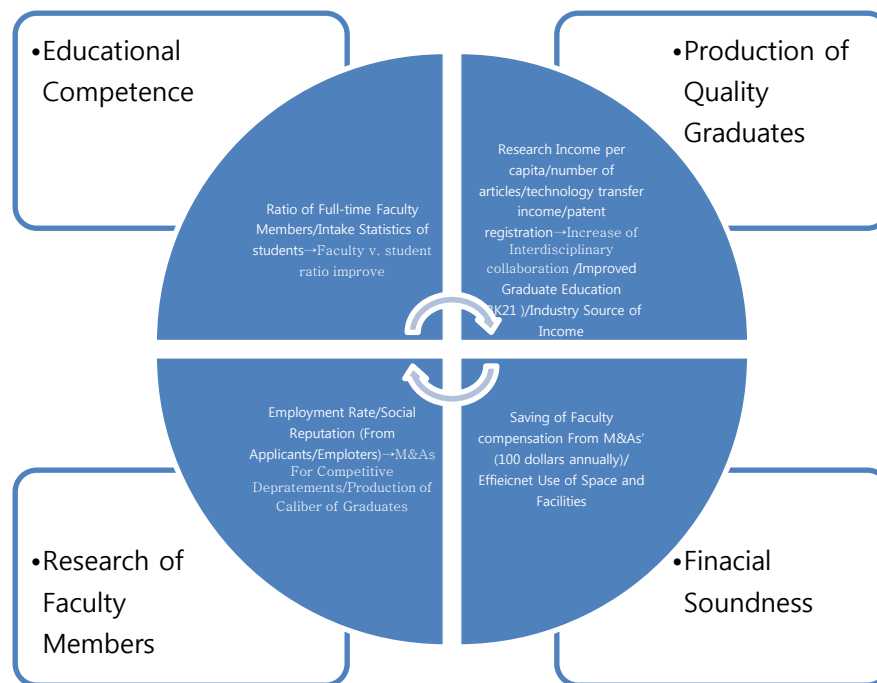 •Educational
Competence
•Production of
Quality
Graduates
Ratio of Full-time Faculty
Members/Intake Statistics of
students→Faculty v. student
ratio improve
Research Income per
capita/number of
articles/technology transfer
income/patent
registration→Increase of
Interdisciplinary
collaboration /Improved
Graduate Education
BK21 )/Industry Source of
Income
Employment Rate/Social
Reputation (From
Applicants/Emploters)→M&As
For Competitive
Depratements/Production of
Caliber of Graduates
Saving of Faculty
compensation From M&As'
(100 dollars annually)/
Effieicnet Use of Space and
Facilities
•Research of
Faculty
Members
•Finacial
Soundness